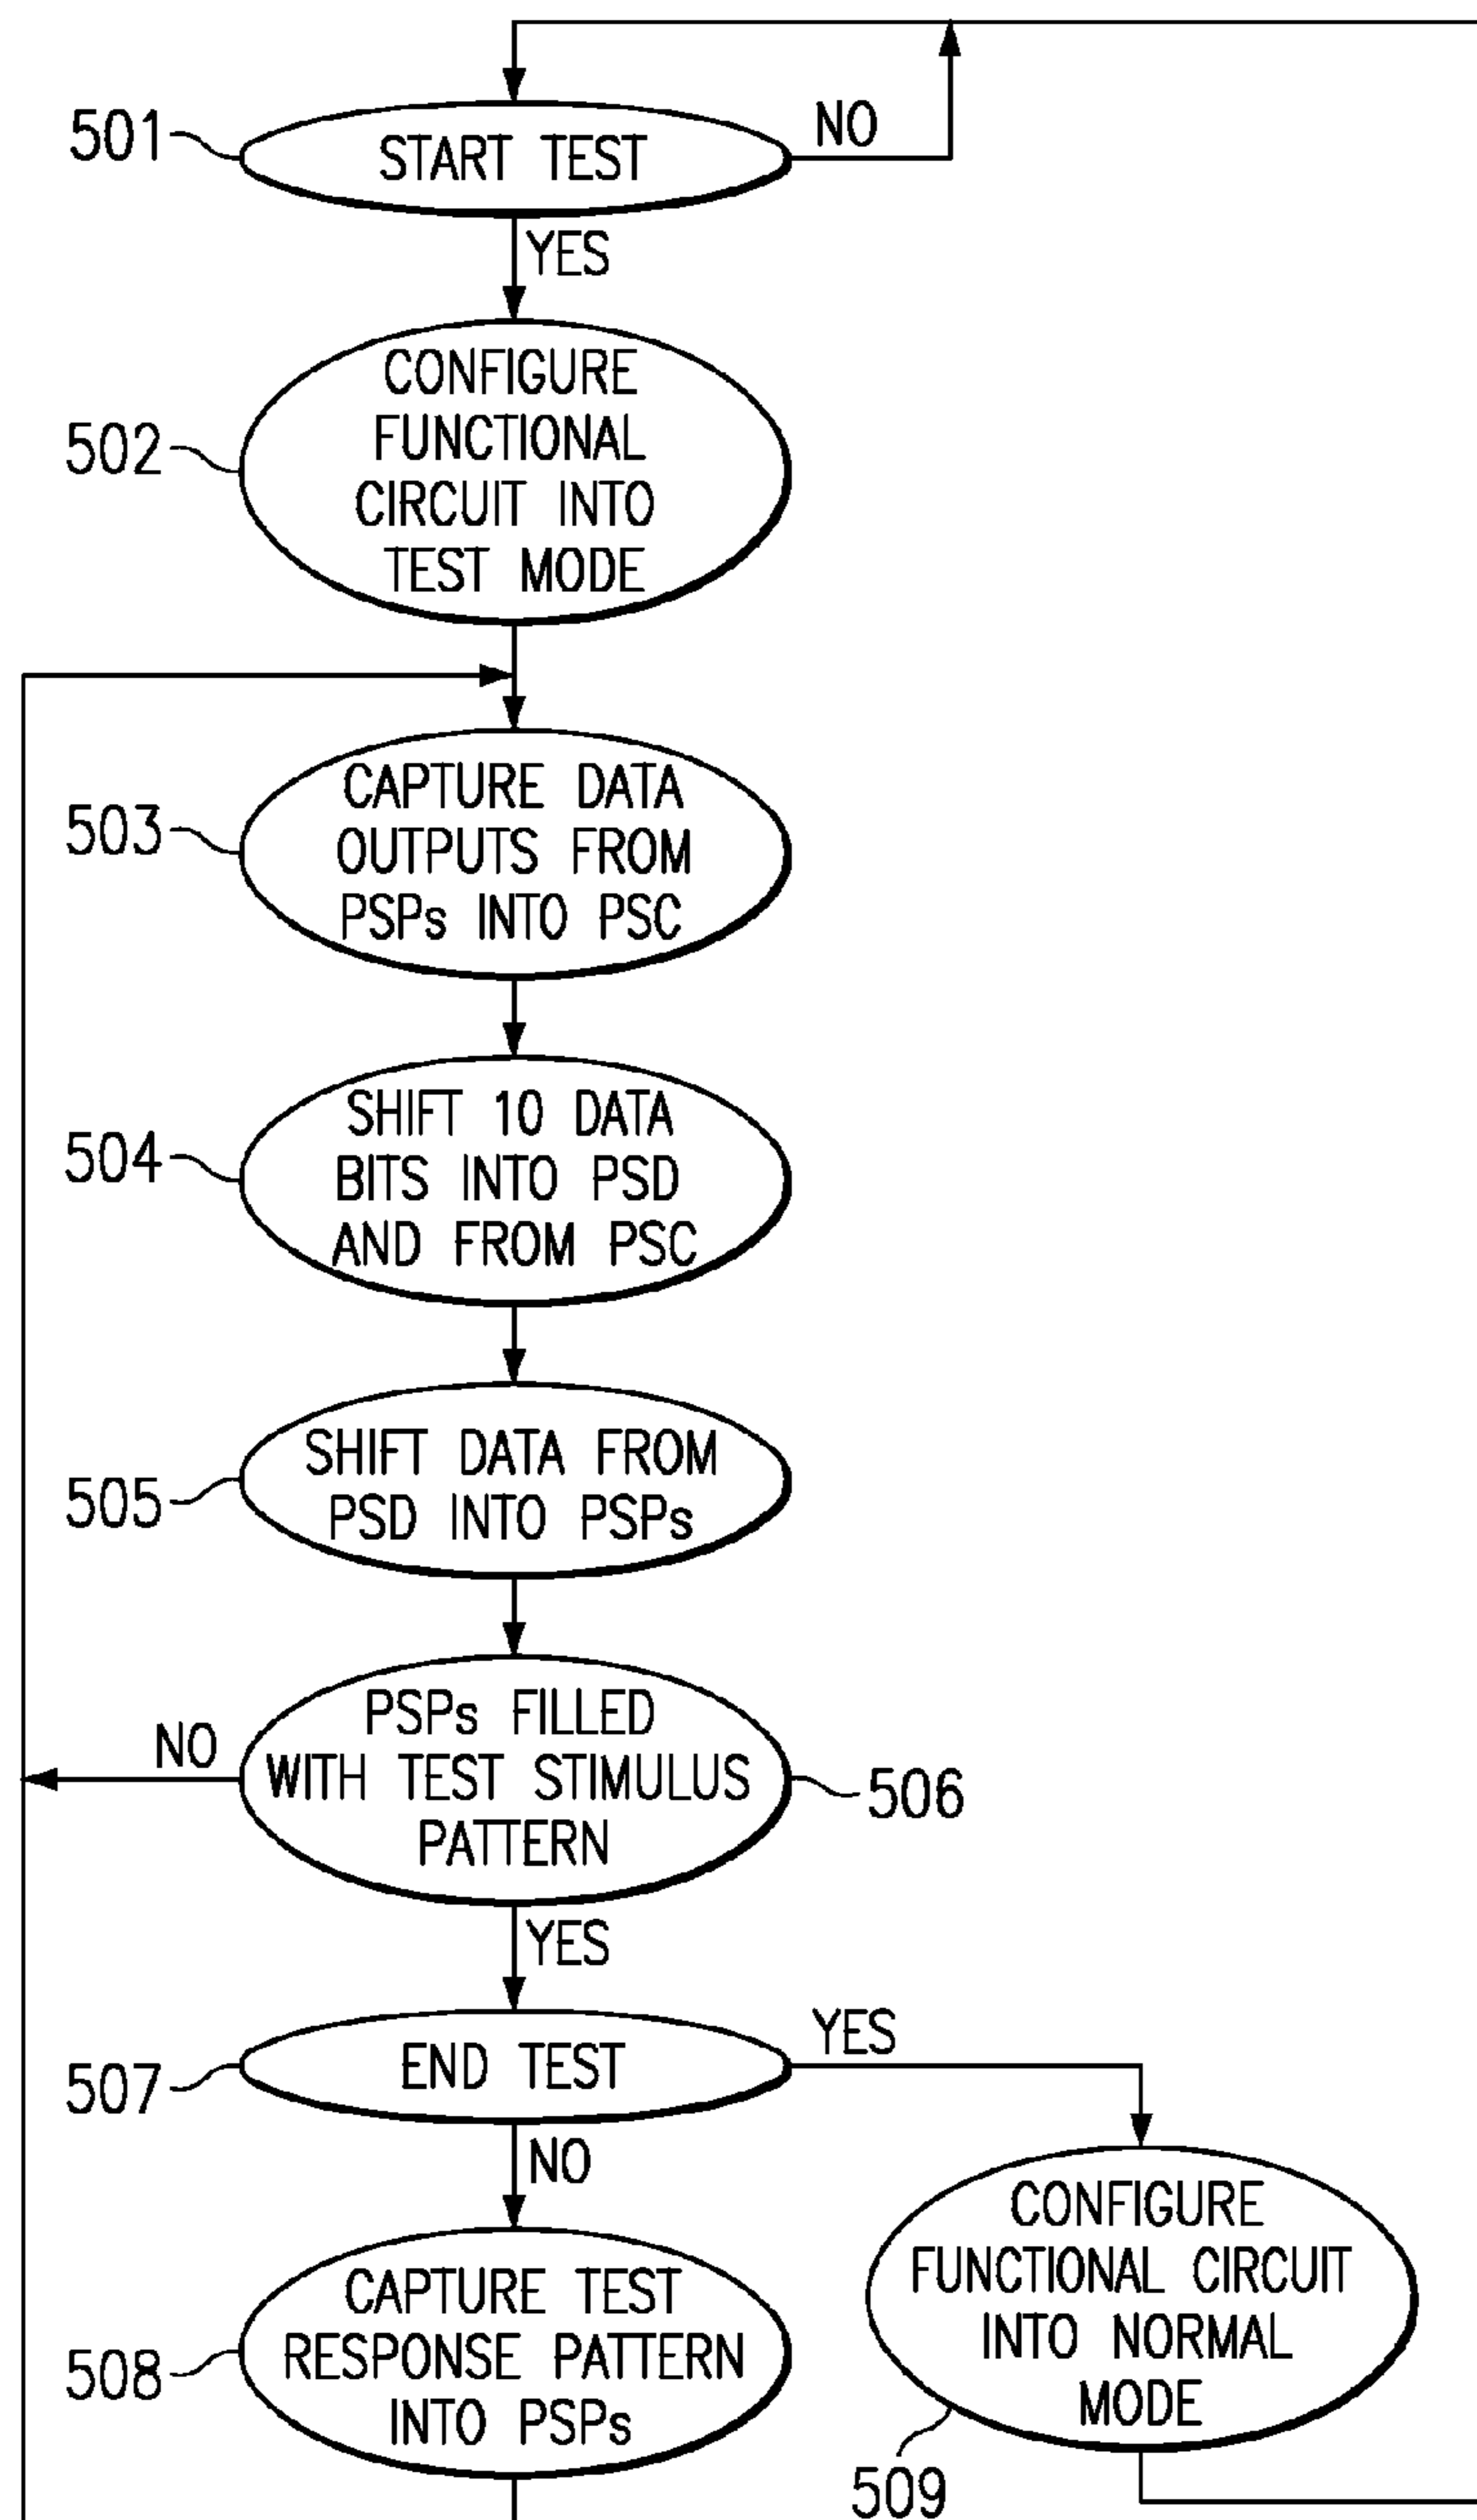 501
START TEST
NO
YES
502
CONFIGURE
FUNCTIONAL
CIRCUIT INTO
TEST MODE
503
CAPTURE DATA
OUTPUTS FROM
PSPs INTO PSC
504
SHIFT 10 DATA
BITS INTO PSD
AND FROM PSC
505
SHIFT DATA FROM
PSD INTO PSPs
NO
PSPs FILLED
WITH TEST STIMULUS
PATTERN
506
YES
507
END TEST
YES
NO
508
CAPTURE TEST
RESPONSE PATTERN
INTO PSPs
CONFIGURE
FUNCTIONAL CIRCUIT
INTO NORMAL
MODE
509